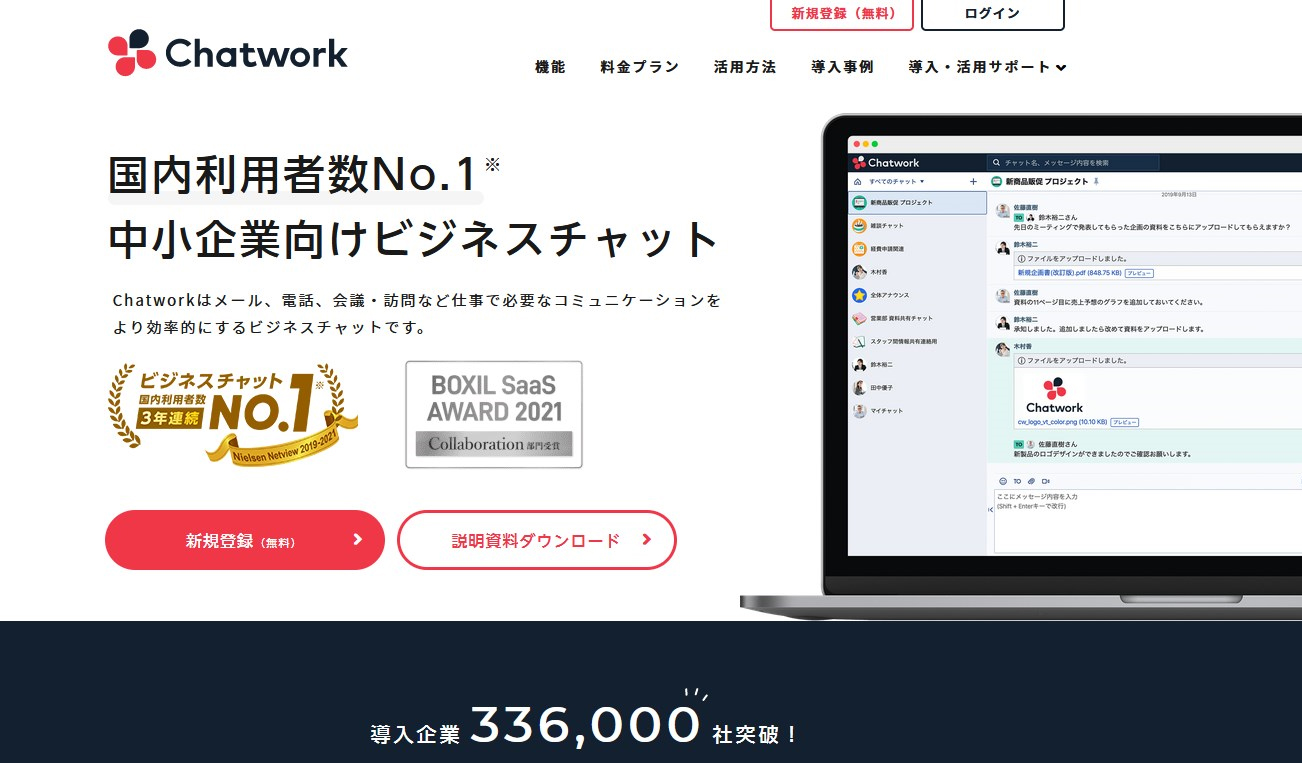 新規登録（無料）
ログイン
Chatwork
機能
料金プラン
活用方法
導入事例
導入・活用サポート
国内利用者数No.1※
中小企業向けビジネスチャット
Chatworkはメール、電話、会議・訪問など仕事で必要なコミュニケーションを
より効率的にするビジネスチャットです。
ビジネスチャット
国内利用者数
3年連続
NO.1※
Nielsen Netview 2019-2021
BOXIL SaaS
AWARD 2021
Collaboration 部門受賞
新規登録（無料）
説明資料ダウンロード
Chatwork
チャット名、メッセージ内容を検索
すべてのチャット
新商品販促 プロジェクト
雑談チャット
経費申請関連
木村香
全体アナウンス
営業部 資料共有チャット
スタッフ間情報共有連絡用
鈴木裕二
田中優子
マイチャット
新商品販促 プロジェクト
2019年9月13日
佐藤直樹
TO 鈴木裕二さん
先日のミーティングで発表してもらった企画の資料をこちらにアップロードしてもらえますか？
鈴木裕二
ファイルをアップロードしました。
新規企画書(改訂版).pdf (848.75 KB) プレビュー
佐藤直樹
資料の11ページ目に売上予想のグラフを追加しておいてください。
鈴木裕二
承知しました。追加しましたら改めて資料をアップロードします。
木村香
ファイルをアップロードしました。
Chatwork
cw_logo_vt_color.png (10.10 KB) プレビュー
TO 佐藤直樹さん
新製品のロゴデザインができましたのでご確認お願いします。
TO
ここにメッセージ内容を入力
(Shift + Enterキーで改行)
導入企業 336,000 社突破！